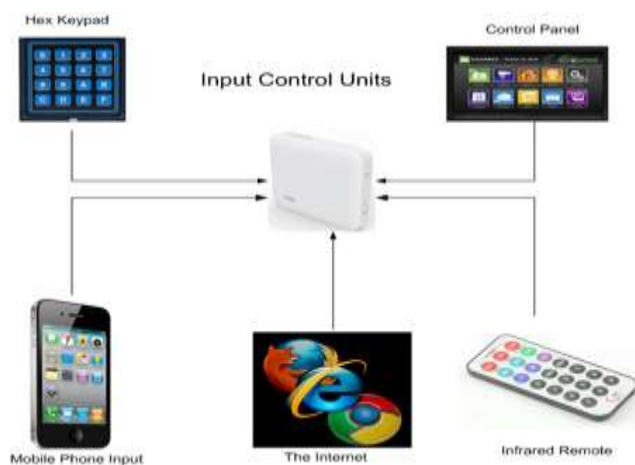 Hex Keypad
Control Panel
Input Control Units
Mobile Phone Input
The Internet
Infrared Remote